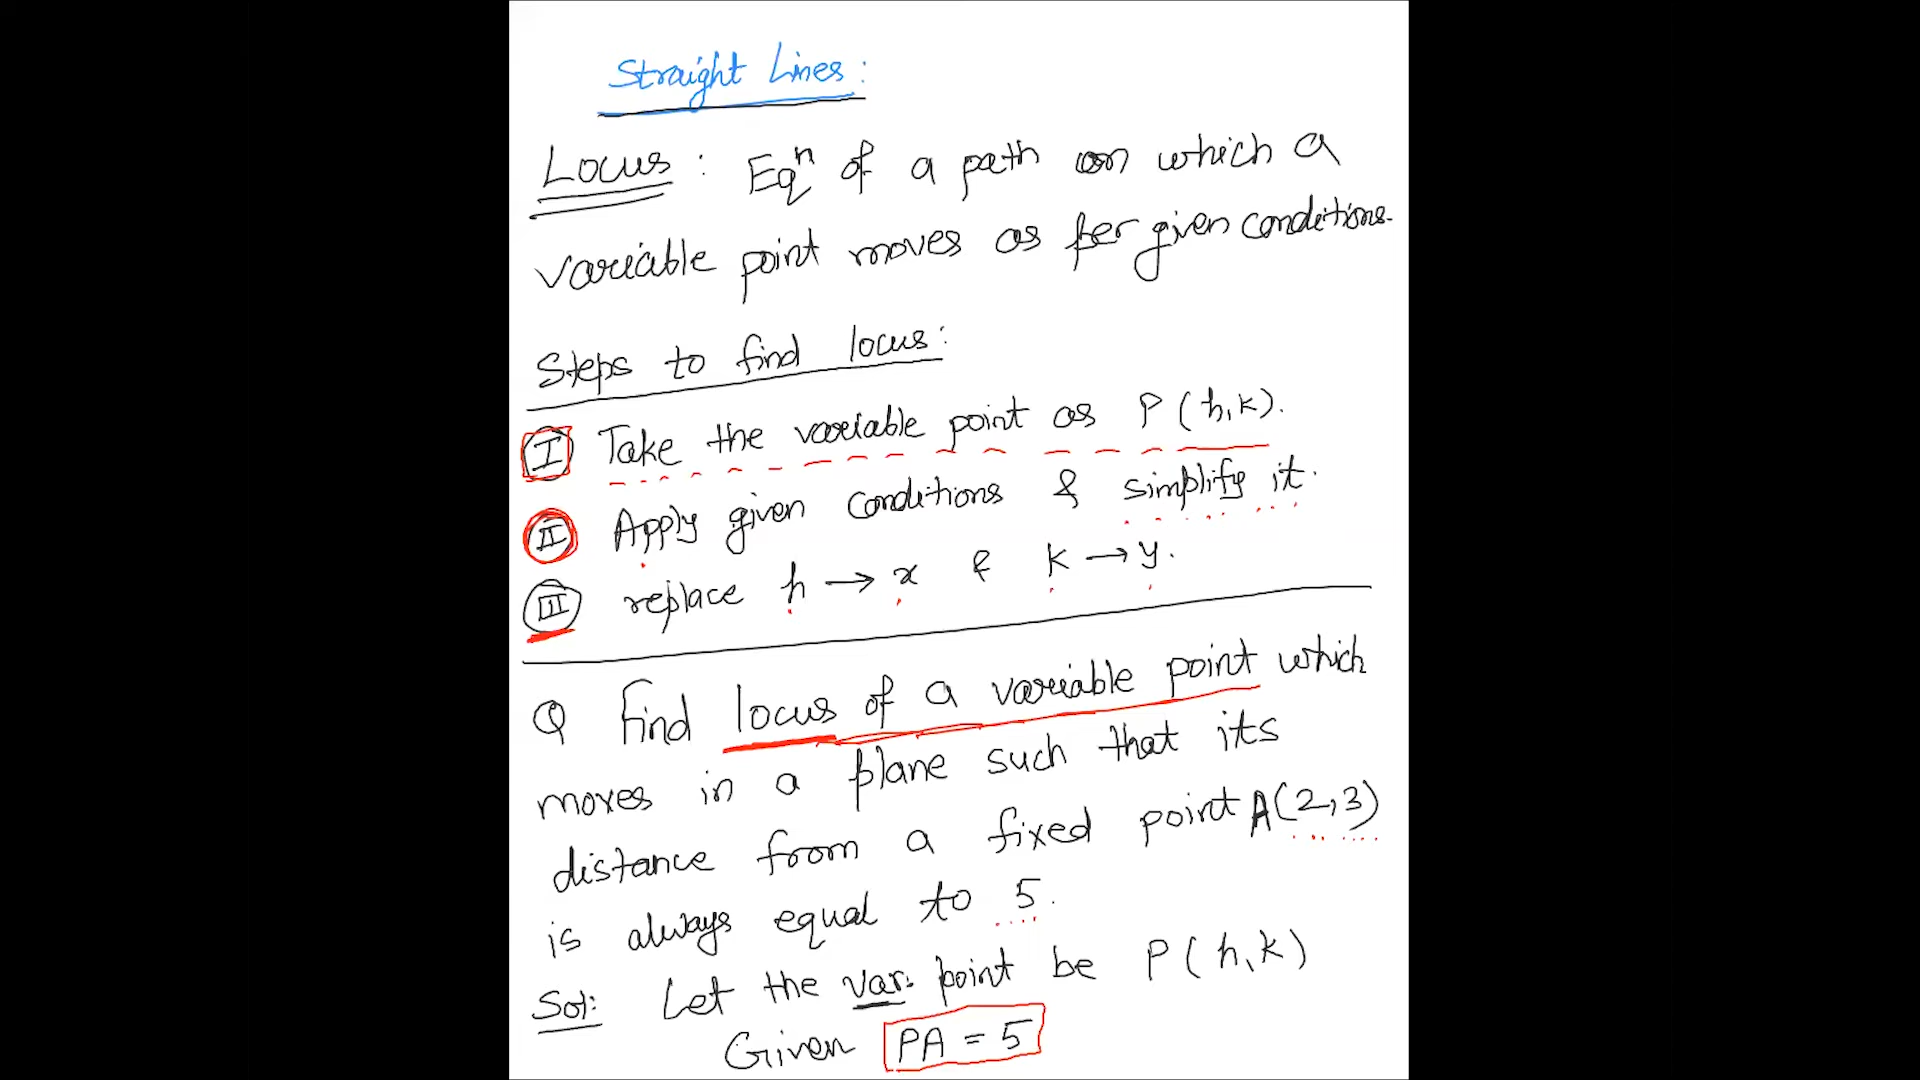 Straight Lines:
Locus: Eqⁿ of a path on which a
variable point moves as per given conditions.
Steps to find locus:
I Take the variable point as P(h,k).
II Apply given conditions & simplify it.
III replace h → x & k → y.
Q Find locus of a variable point which
moves in a plane such that its
distance from a fixed point A(2,3)
is always equal to 5.
Sol: Let the var. point be P(h,k)
Given PA = 5